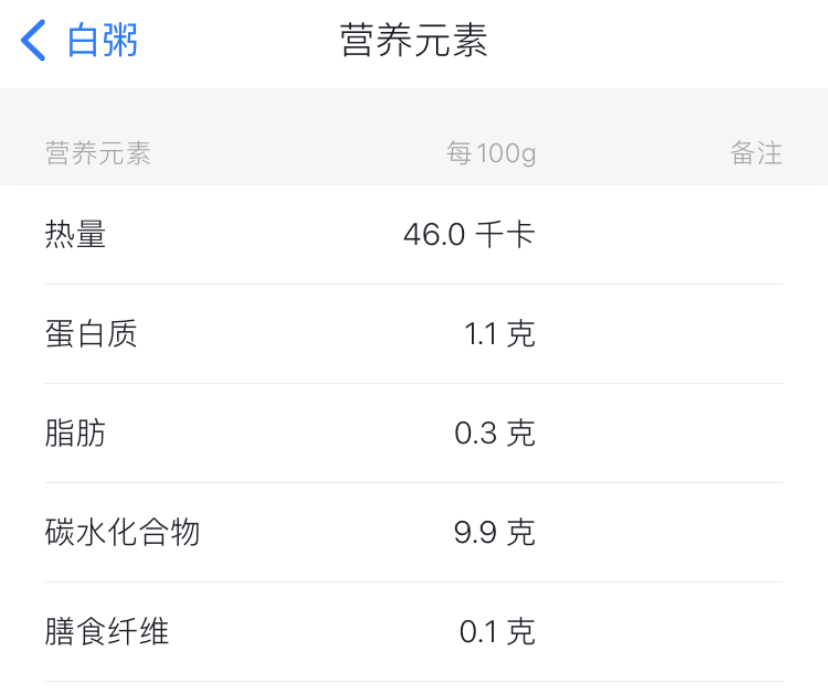 白粥 营养元素
营养元素 每100g 备注
热量 46.0 千卡
蛋白质 1.1 克
脂肪 0.3 克
碳水化合物 9.9 克
膳食纤维 0.1 克